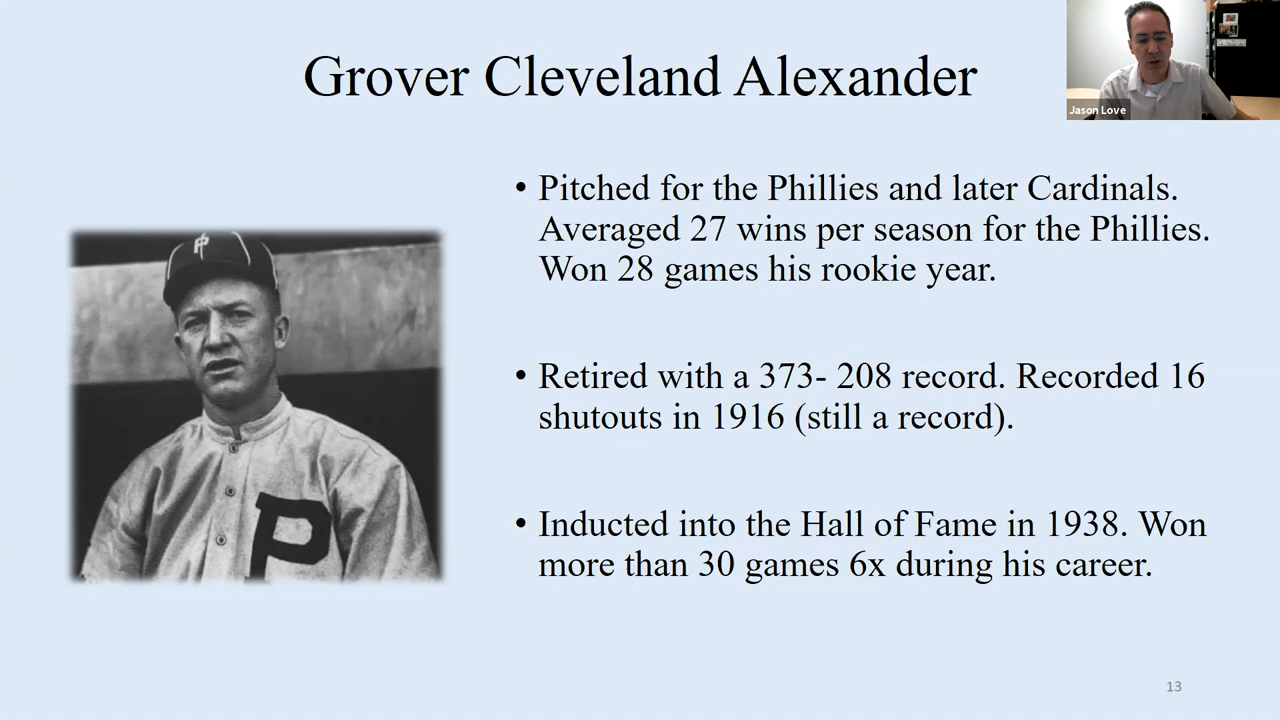 Grover Cleveland Alexander
Jason Love
• Pitched for the Phillies and later Cardinals.
Averaged 27 wins per season for the Phillies.
Won 28 games his rookie year.
• Retired with a 373- 208 record. Recorded 16
shutouts in 1916 (still a record).
• Inducted into the Hall of Fame in 1938. Won
more than 30 games 6x during his career.
P
P
13